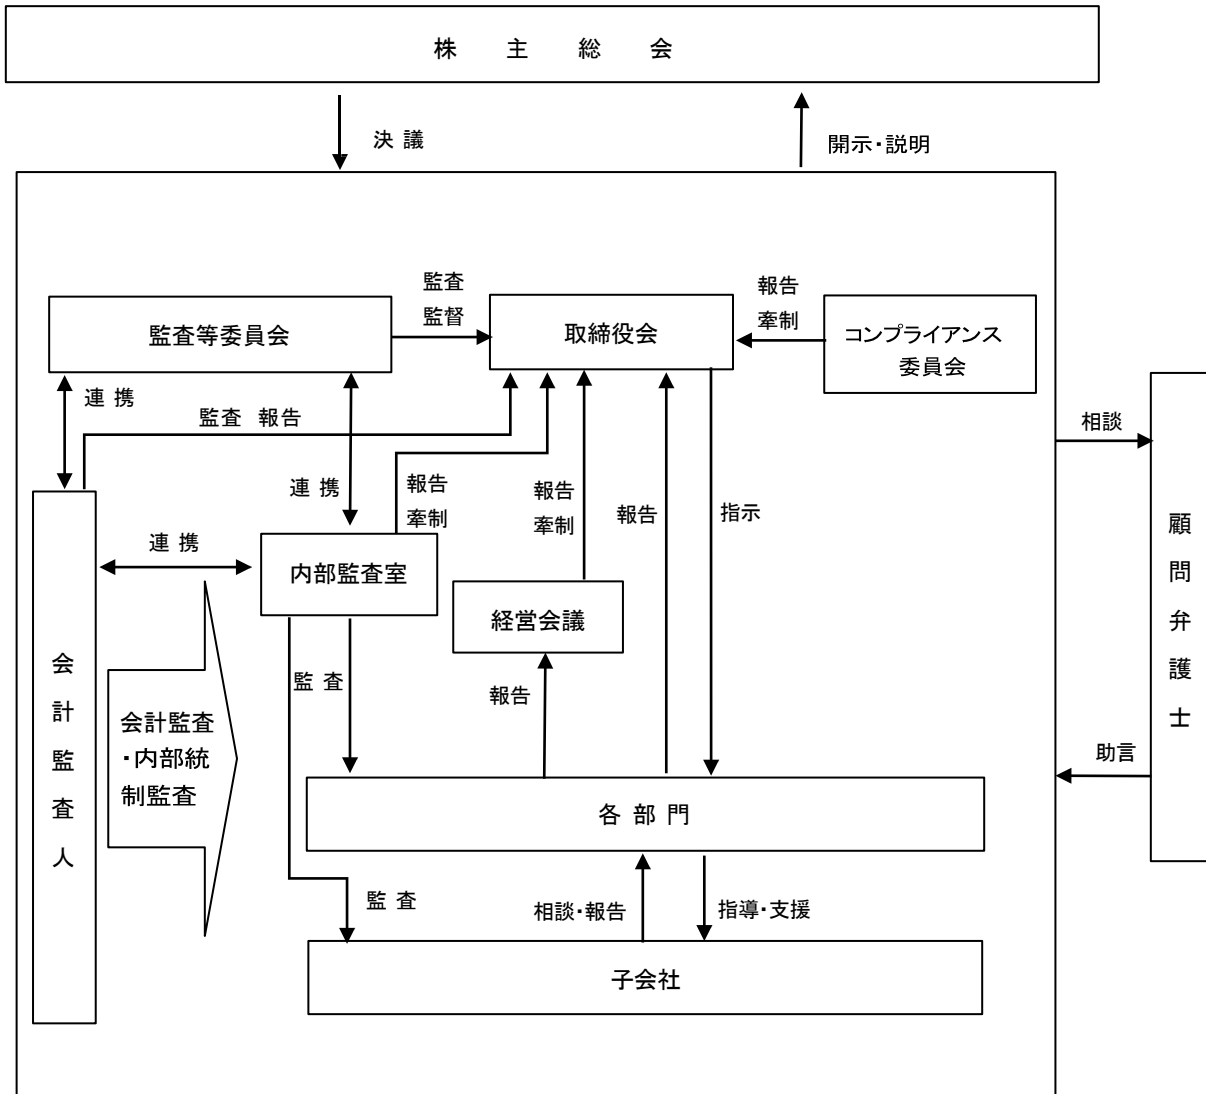 株 主 総 会
決 議
開示・説明
監査
監督
報告
牽制
監査等委員会
取締役会
コンプライアンス
委員会
連 携
監査 報告
相談
連 携
報告
牽制
報告
牽制
報告
指示
連 携
内部監査室
経営会議
顧問弁護士
会計監査人
監 査
報告
会計監査
・内部統
制監査
助言
各 部 門
監 査
相談・報告
指導・支援
子会社